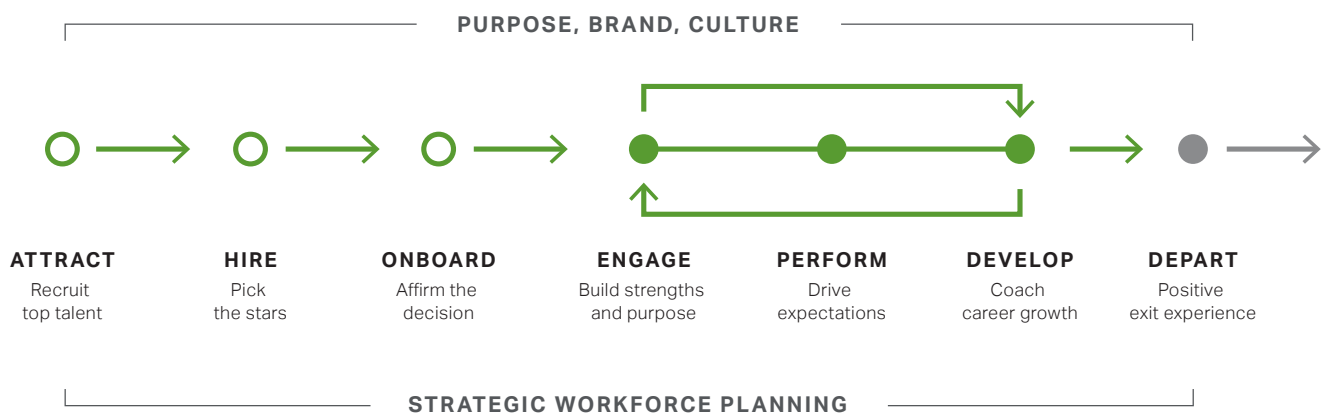 PURPOSE, BRAND, CULTURE
ATTRACT
Recruit
top talent
HIRE
Pick
the stars
ONBOARD
Affirm the
decision
ENGAGE
Build strengths
and purpose
PERFORM
Drive
expectations
DEVELOP
Coach
career growth
DEPART
Positive
exit experience
STRATEGIC WORKFORCE PLANNING